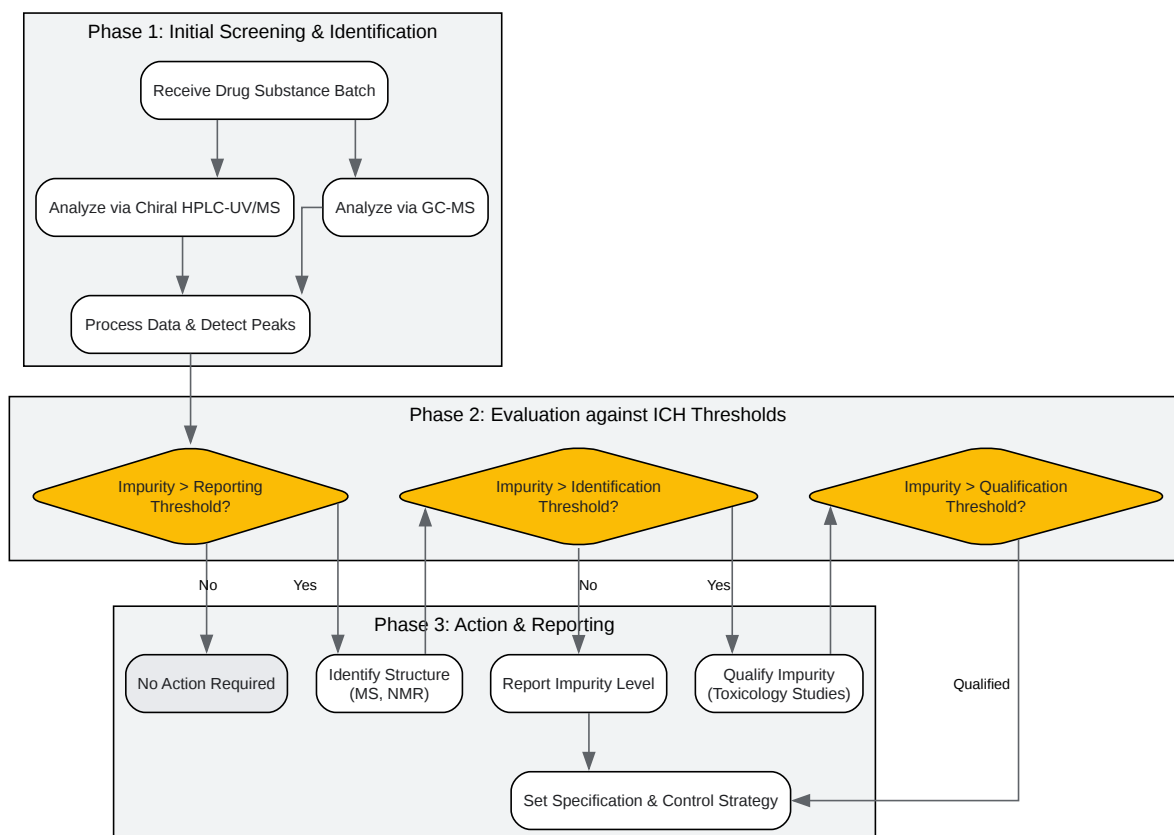 Phase 1: Initial Screening & Identification
Receive Drug Substance Batch
Analyze via Chiral HPLC-UV/MS
Analyze via GC-MS
Process Data & Detect Peaks
Phase 2: Evaluation against ICH Thresholds
Impurity > Reporting
Threshold?
Impurity > Identification
Threshold?
Impurity > Qualification
Threshold?
No
Yes
No
Yes
Phase 3: Action & Reporting
No Action Required
Identify Structure
(MS, NMR)
Report Impurity Level
Qualify Impurity
(Toxicology Studies)
Qualified
Set Specification & Control Strategy